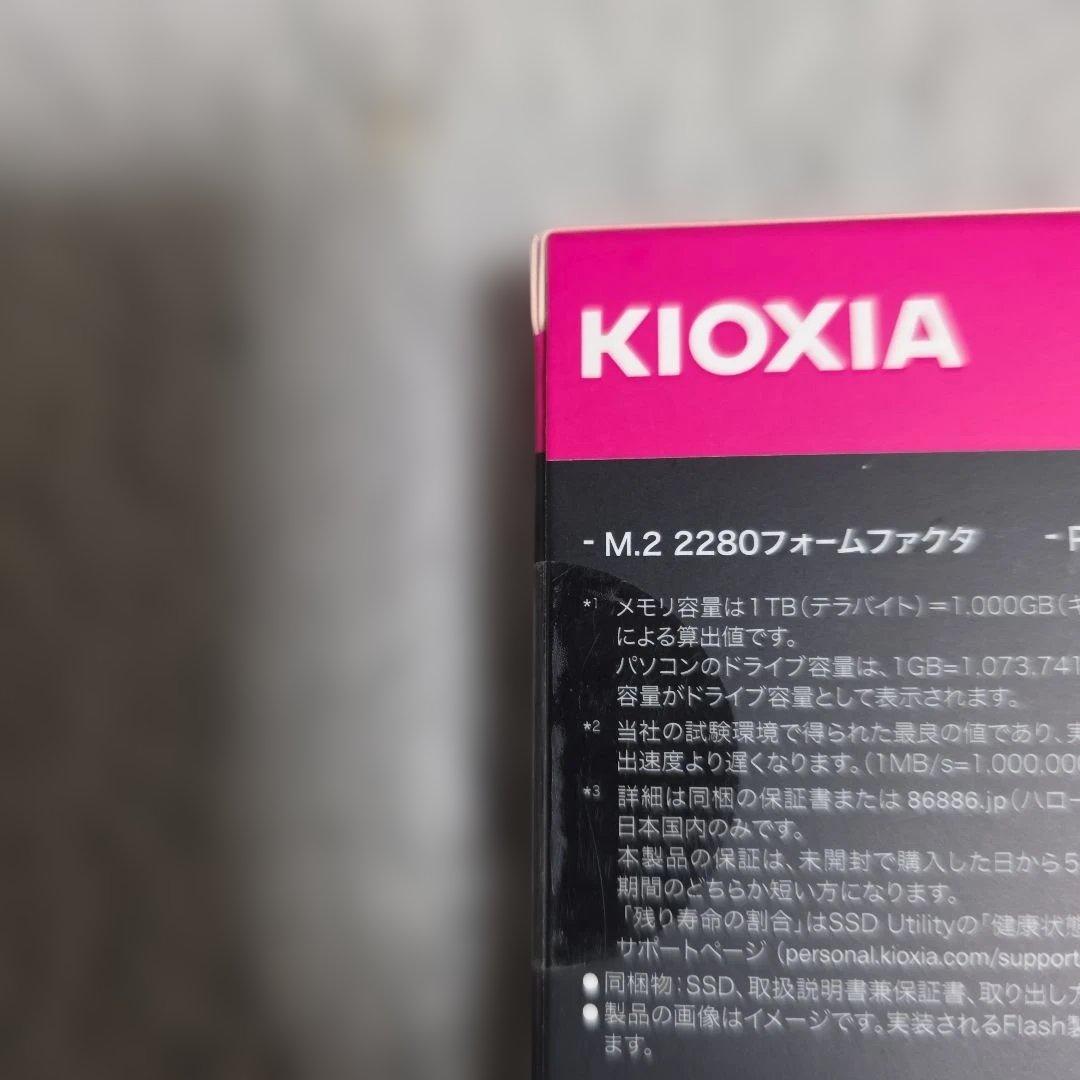 KIOXIA
- M.2 2280フォームファクタ -
*1 メモリ容量は1TB(テラバイト)=1.000GB(
による算出値です。
パソコンのドライブ容量は、1GB=1.073.741
容量がドライブ容量として表示されます。
*2 当社の試験環境で得られた最良の値であり、実
出速度より遅くなります。(1MB/s=1.000.000
*3 詳細は同梱の保証書または 86886.jp(ハロー
日本国内のみです。
本製品の保証は、未開封で購入した日から5
期間のどちらか短い方になります。
「残り寿命の割合」はSSD Utilityの「健康状態
サポートページ (personal.kioxia.com/support
●同梱物:SSD、取扱説明書兼保証書、取り出し
●製品の画像はイメージです。実装されるFlash製
ます。